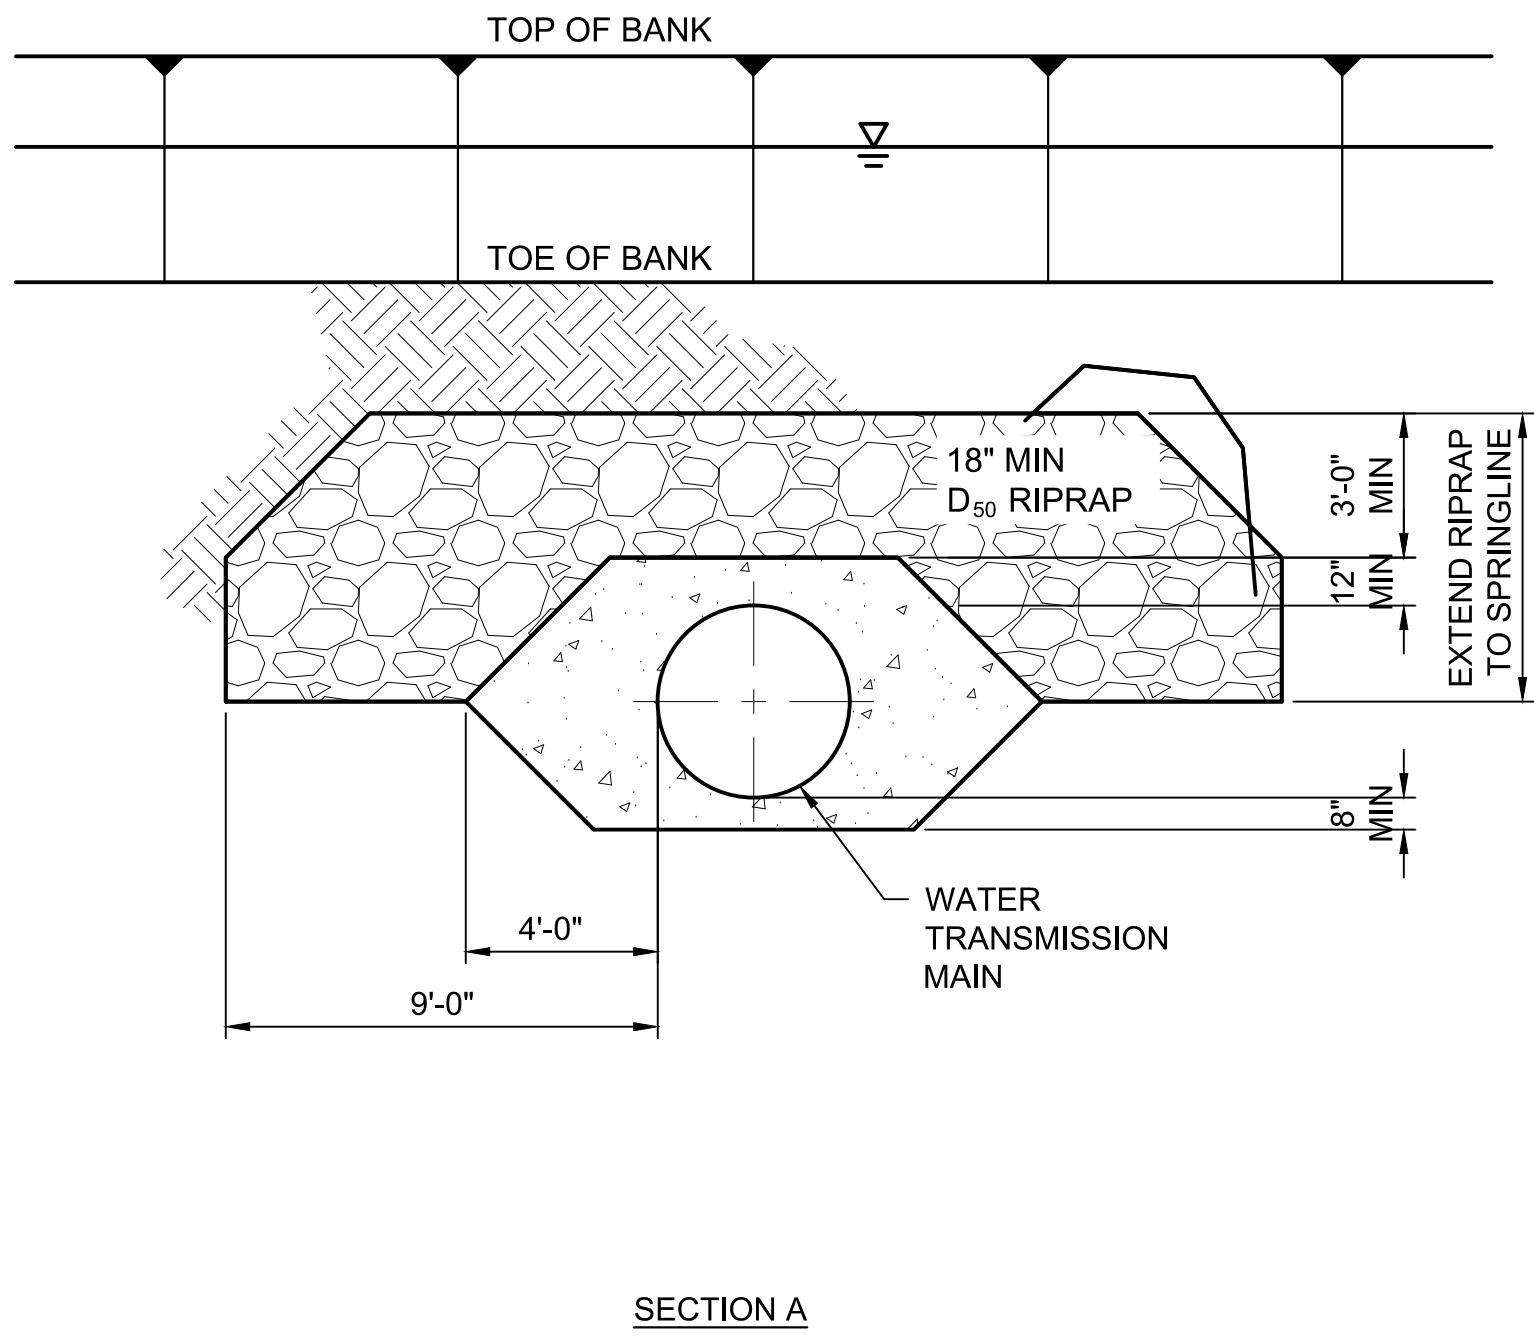 TOP OF BANK
TOE OF BANK
18" MIN
D₅₀ RIPRAP
3'-0"
MIN
12"
MIN
EXTEND RIPRAP
TO SPRINGLINE
8"
MIN
WATER
TRANSMISSION
MAIN
4'-0"
9'-0"
SECTION A